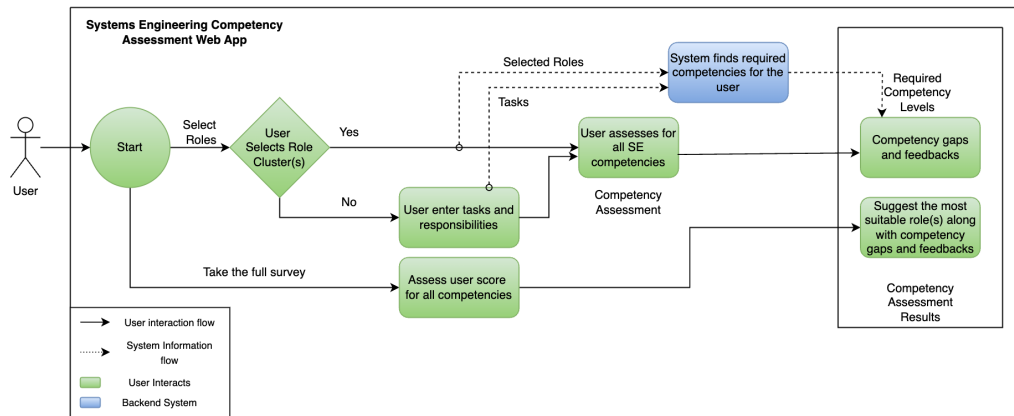 Systems Engineering Competency
Assessment Web App
Selected Roles
System finds required
competencies for the
user
Required
Competency
Levels
Tasks
User
Start
Select
Roles
User
Selects Role
Cluster(s)
Yes
User assesses for
all SE
competencies
Competency
Assessment
Competency gaps
and feedbacks
No
User enter tasks and
responsibilities
Suggest the most
suitable role(s) along
with competency
gaps and feedbacks
Take the full survey
Assess user score
for all competencies
Competency
Assessment
Results
User interaction flow
System Information
flow
User Interacts
Backend System